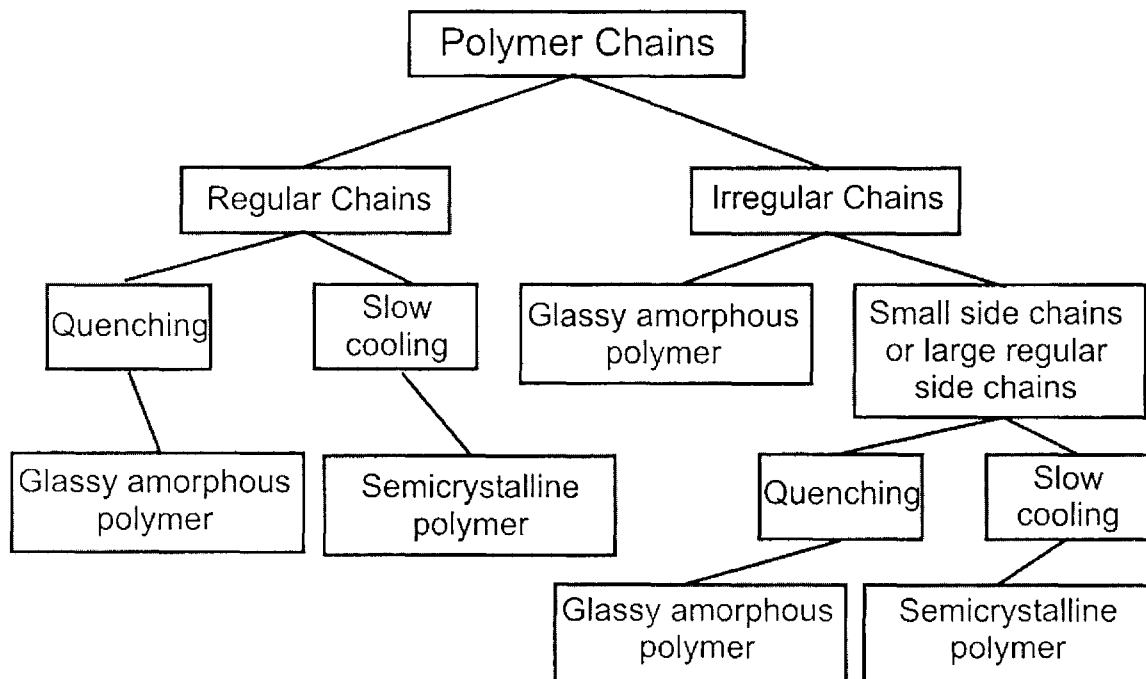 Polymer Chains
Regular Chains
Irregular Chains
Quenching
Slow
cooling
Glassy amorphous
polymer
Small side chains
or large regular
side chains
Glassy amorphous
polymer
Semicrystalline
polymer
Quenching
Slow
cooling
Glassy amorphous
polymer
Semicrystalline
polymer